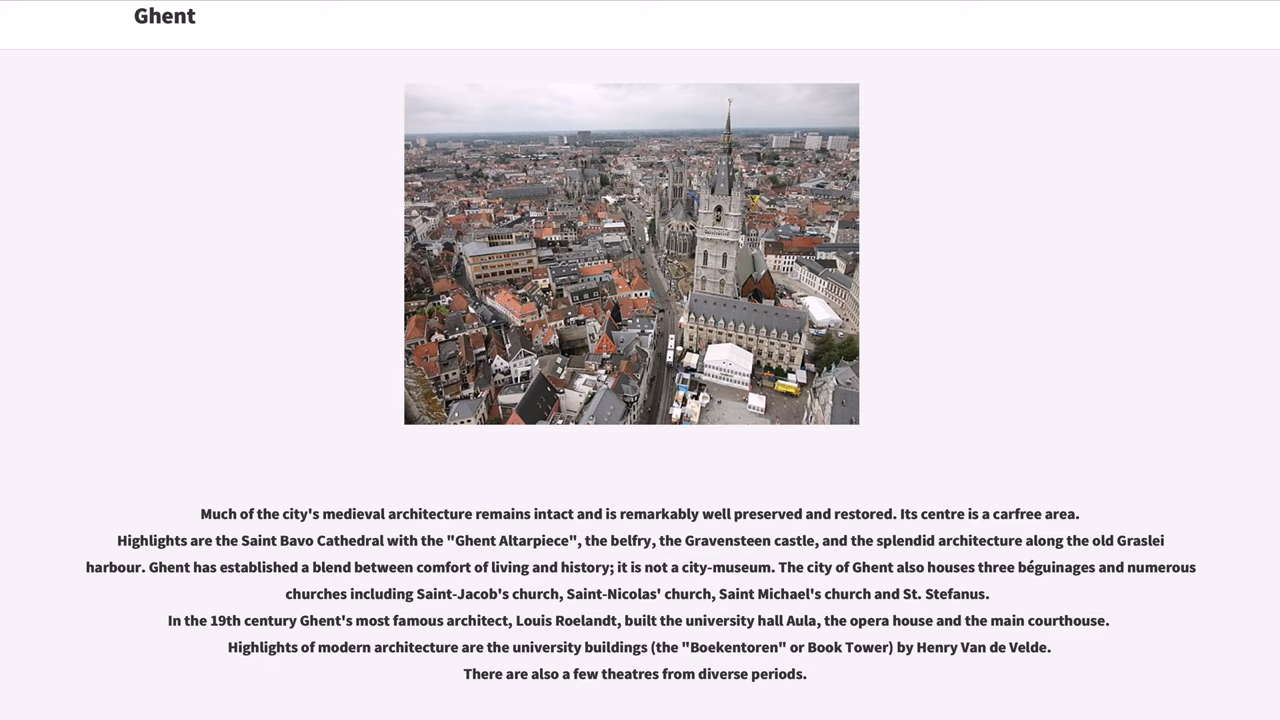 Ghent
Much of the city's medieval architecture remains intact and is remarkably well preserved and restored. Its centre is a carfree area.
Highlights are the Saint Bavo Cathedral with the "Ghent Altarpiece", the belfry, the Gravensteen castle, and the splendid architecture along the old Graslei
harbour. Ghent has established a blend between comfort of living and history; it is not a city-museum. The city of Ghent also houses three béguinages and numerous
churches including Saint-Jacob's church, Saint-Nicolas' church, Saint Michael's church and St. Stefanus.
In the 19th century Ghent's most famous architect, Louis Roelandt, built the university hall Aula, the opera house and the main courthouse.
Highlights of modern architecture are the university buildings (the "Boekentoren" or Book Tower) by Henry Van de Velde.
There are also a few theatres from diverse periods.